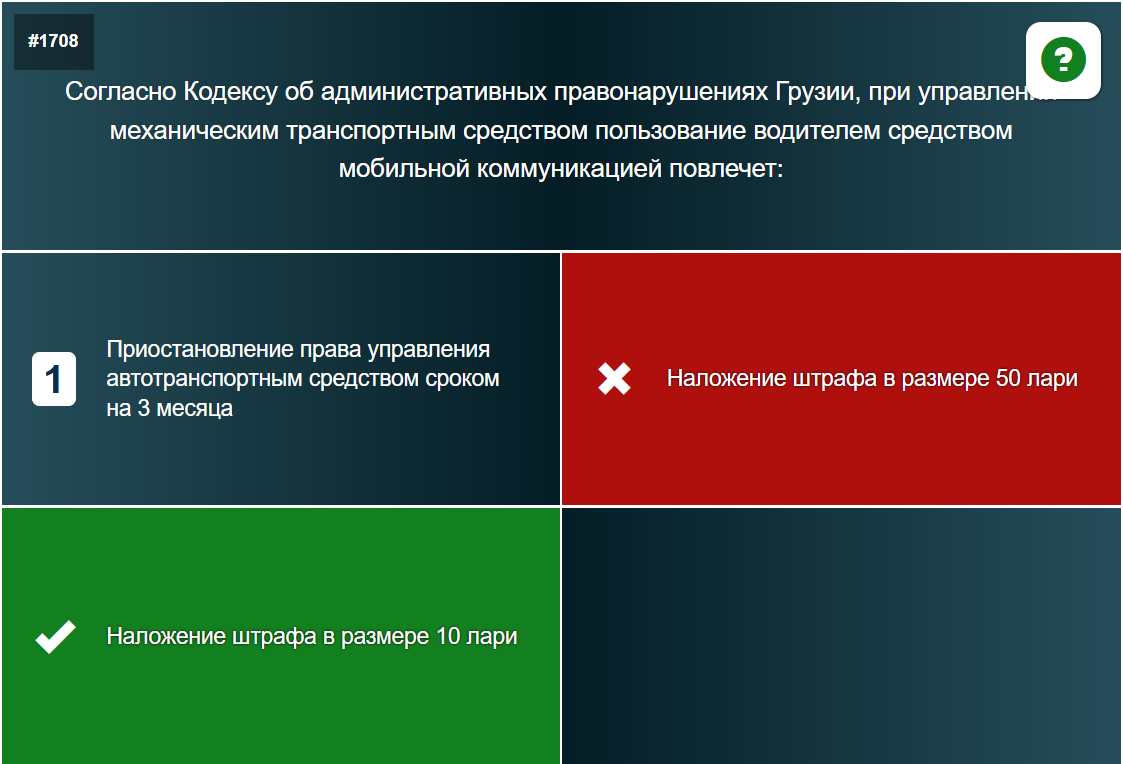 #1708
?
Согласно Кодексу об административных правонарушениях Грузии, при управлении
механическим транспортным средством пользование водителем средством
мобильной коммуникацией повлечет:
1
Приостановление права управления
автотранспортным средством сроком
на 3 месяца
Наложение штрафа в размере 50 лари
Наложение штрафа в размере 10 лари